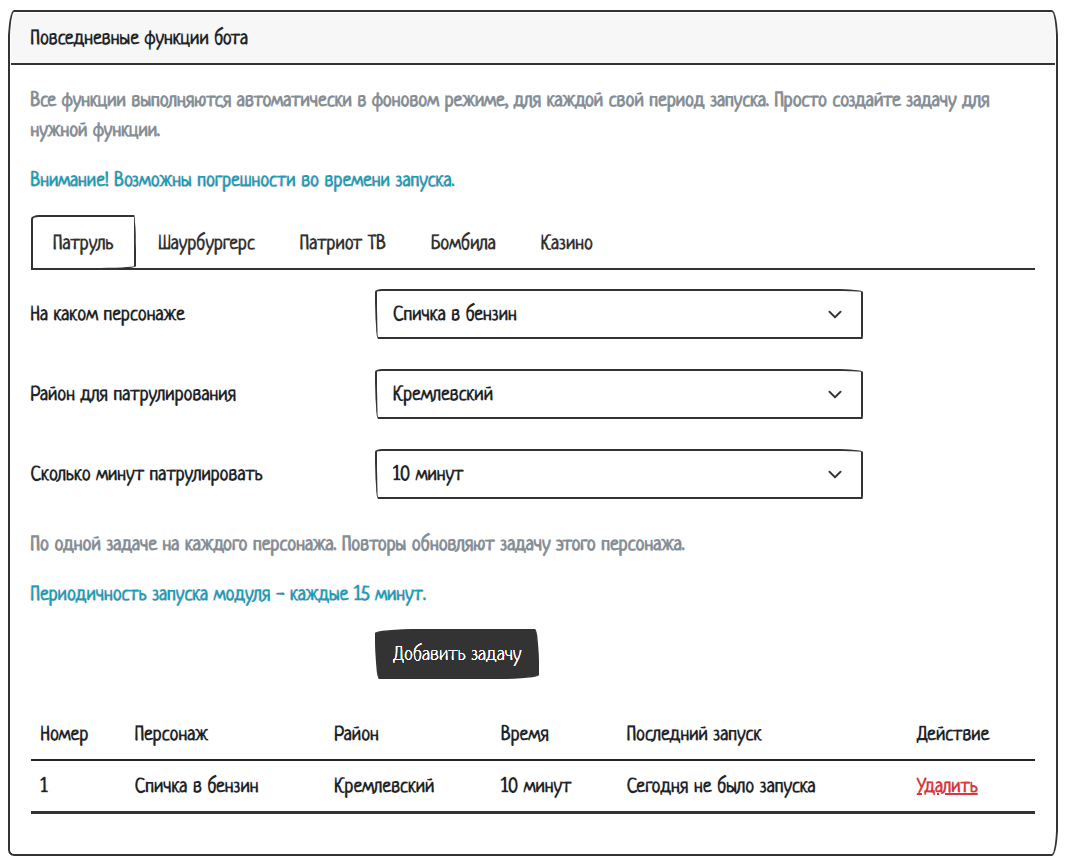 Повседневные функции бота
Все функции выполняются автоматически в фоновом режиме, для каждой свой период запуска. Просто создайте задачу для
нужной функции.
Внимание! Возможны погрешности во времени запуска.
Патруль Шаурбургерс Патриот ТВ Бомбила Казино
На каком персонаже Спичка в бензин
Район для патрулирования Кремлевский
Сколько минут патрулировать 10 минут
По одной задаче на каждого персонажа. Повторы обновляют задачу этого персонажа.
Периодичность запуска модуля - каждые 15 минут.
Добавить задачу
Номер Персонаж Район Время Последний запуск Действие
1 Спичка в бензин Кремлевский 10 минут Сегодня не было запуска Удалить